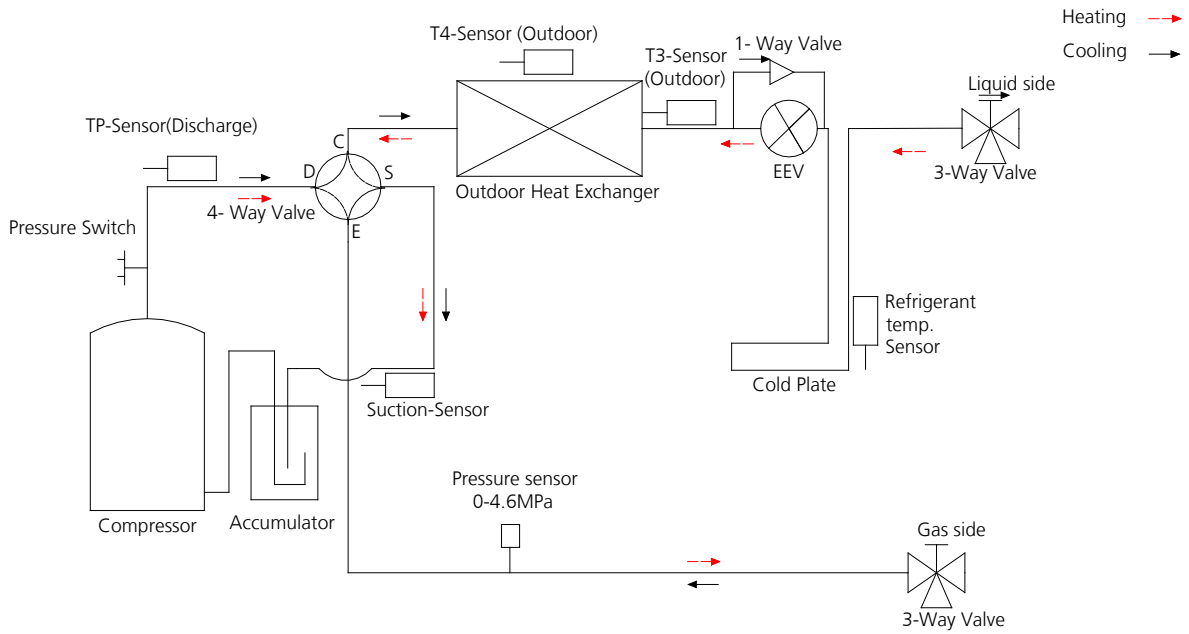 Heating
Cooling
T4-Sensor (Outdoor)
1- Way Valve
T3-Sensor
(Outdoor)
Liquid side
TP-Sensor(Discharge)
C
D
S
E
4- Way Valve
EEV
3-Way Valve
Outdoor Heat Exchanger
Pressure Switch
Refrigerant
temp.
Sensor
Cold Plate
Suction-Sensor
Pressure sensor
0-4.6MPa
Compressor
Accumulator
Gas side
3-Way Valve